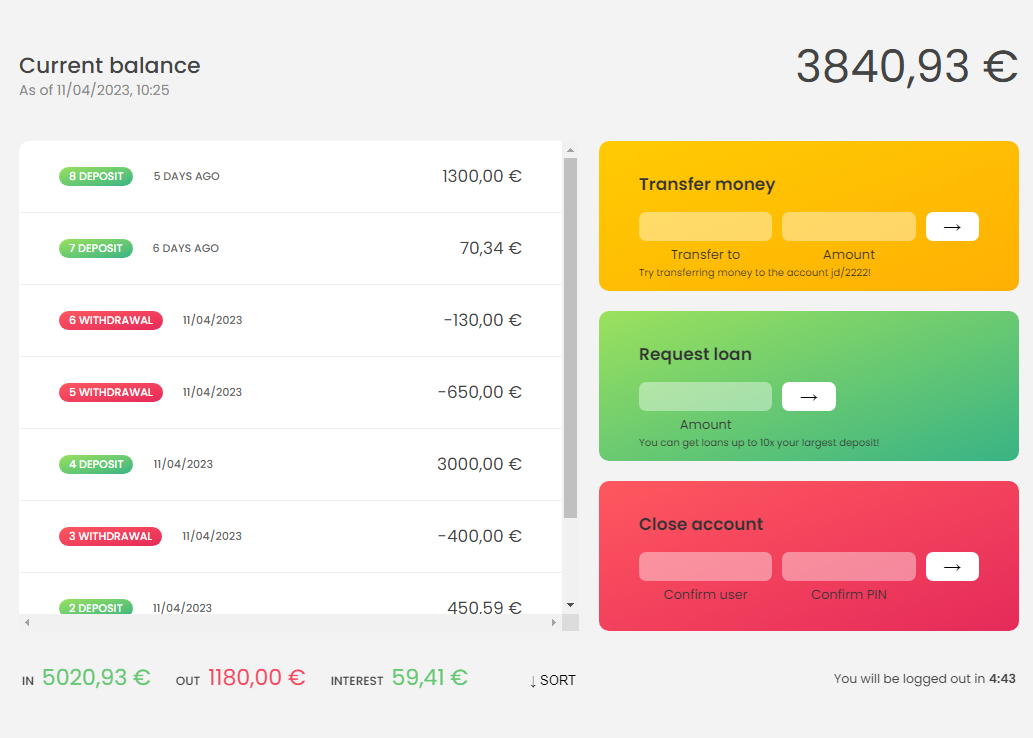 Current balance
As of 11/04/2023, 10:25
3840,93 €
8 DEPOSIT 5 DAYS AGO 1300,00 €
7 DEPOSIT 6 DAYS AGO 70,34 €
6 WITHDRAWAL 11/04/2023 -130,00 €
5 WITHDRAWAL 11/04/2023 -650,00 €
4 DEPOSIT 11/04/2023 3000,00 €
3 WITHDRAWAL 11/04/2023 -400,00 €
2 DEPOSIT 11/04/2023 450,59 €
Transfer money
→
Transfer to Amount
Try transferring money to the account jd/2222!
Request loan
→
Amount
You can get loans up to 10x your largest deposit!
Close account
→
Confirm user Confirm PIN
IN 5020,93 € OUT 1180,00 € INTEREST 59,41 € ↓ SORT
You will be logged out in 4:43